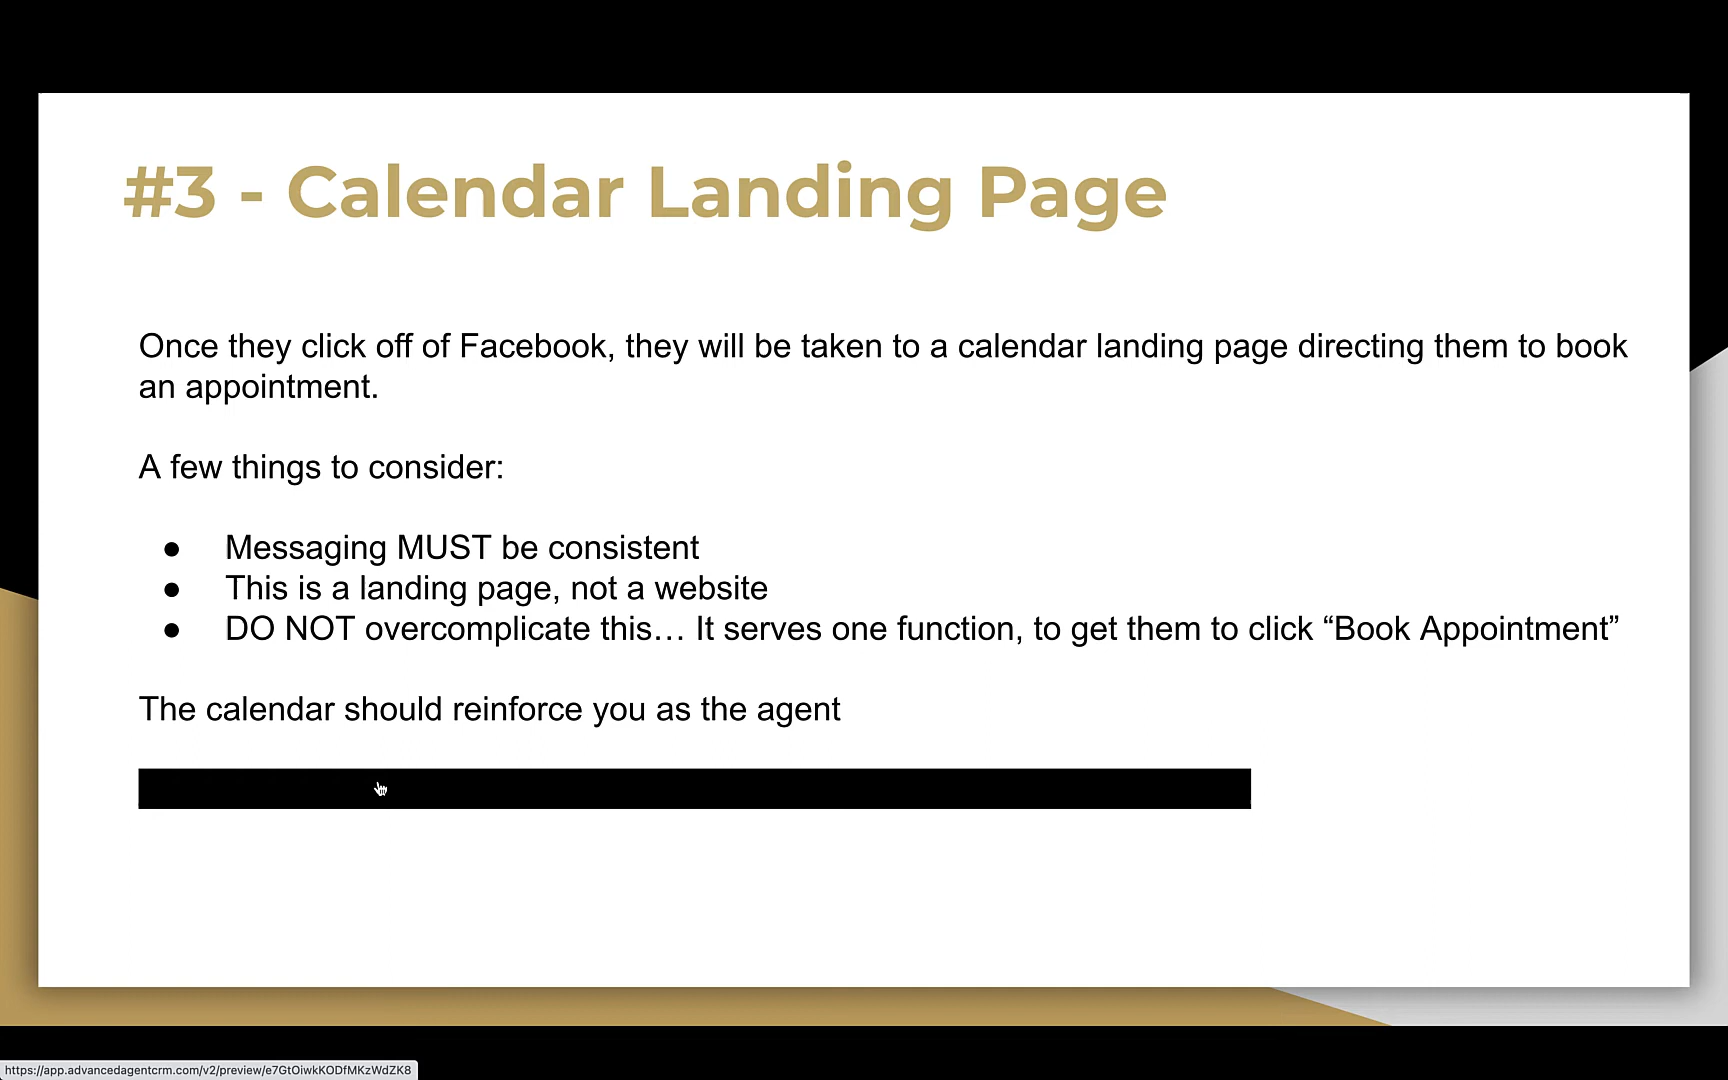 #3 - Calendar Landing Page
Once they click off of Facebook, they will be taken to a calendar landing page directing them to book
an appointment.
A few things to consider:
● Messaging MUST be consistent
● This is a landing page, not a website
● DO NOT overcomplicate this… It serves one function, to get them to click “Book Appointment”
The calendar should reinforce you as the agent
https://app.advancedagentcrm.com/v2/preview/e7GtOiwkKODfMKzWdZK8